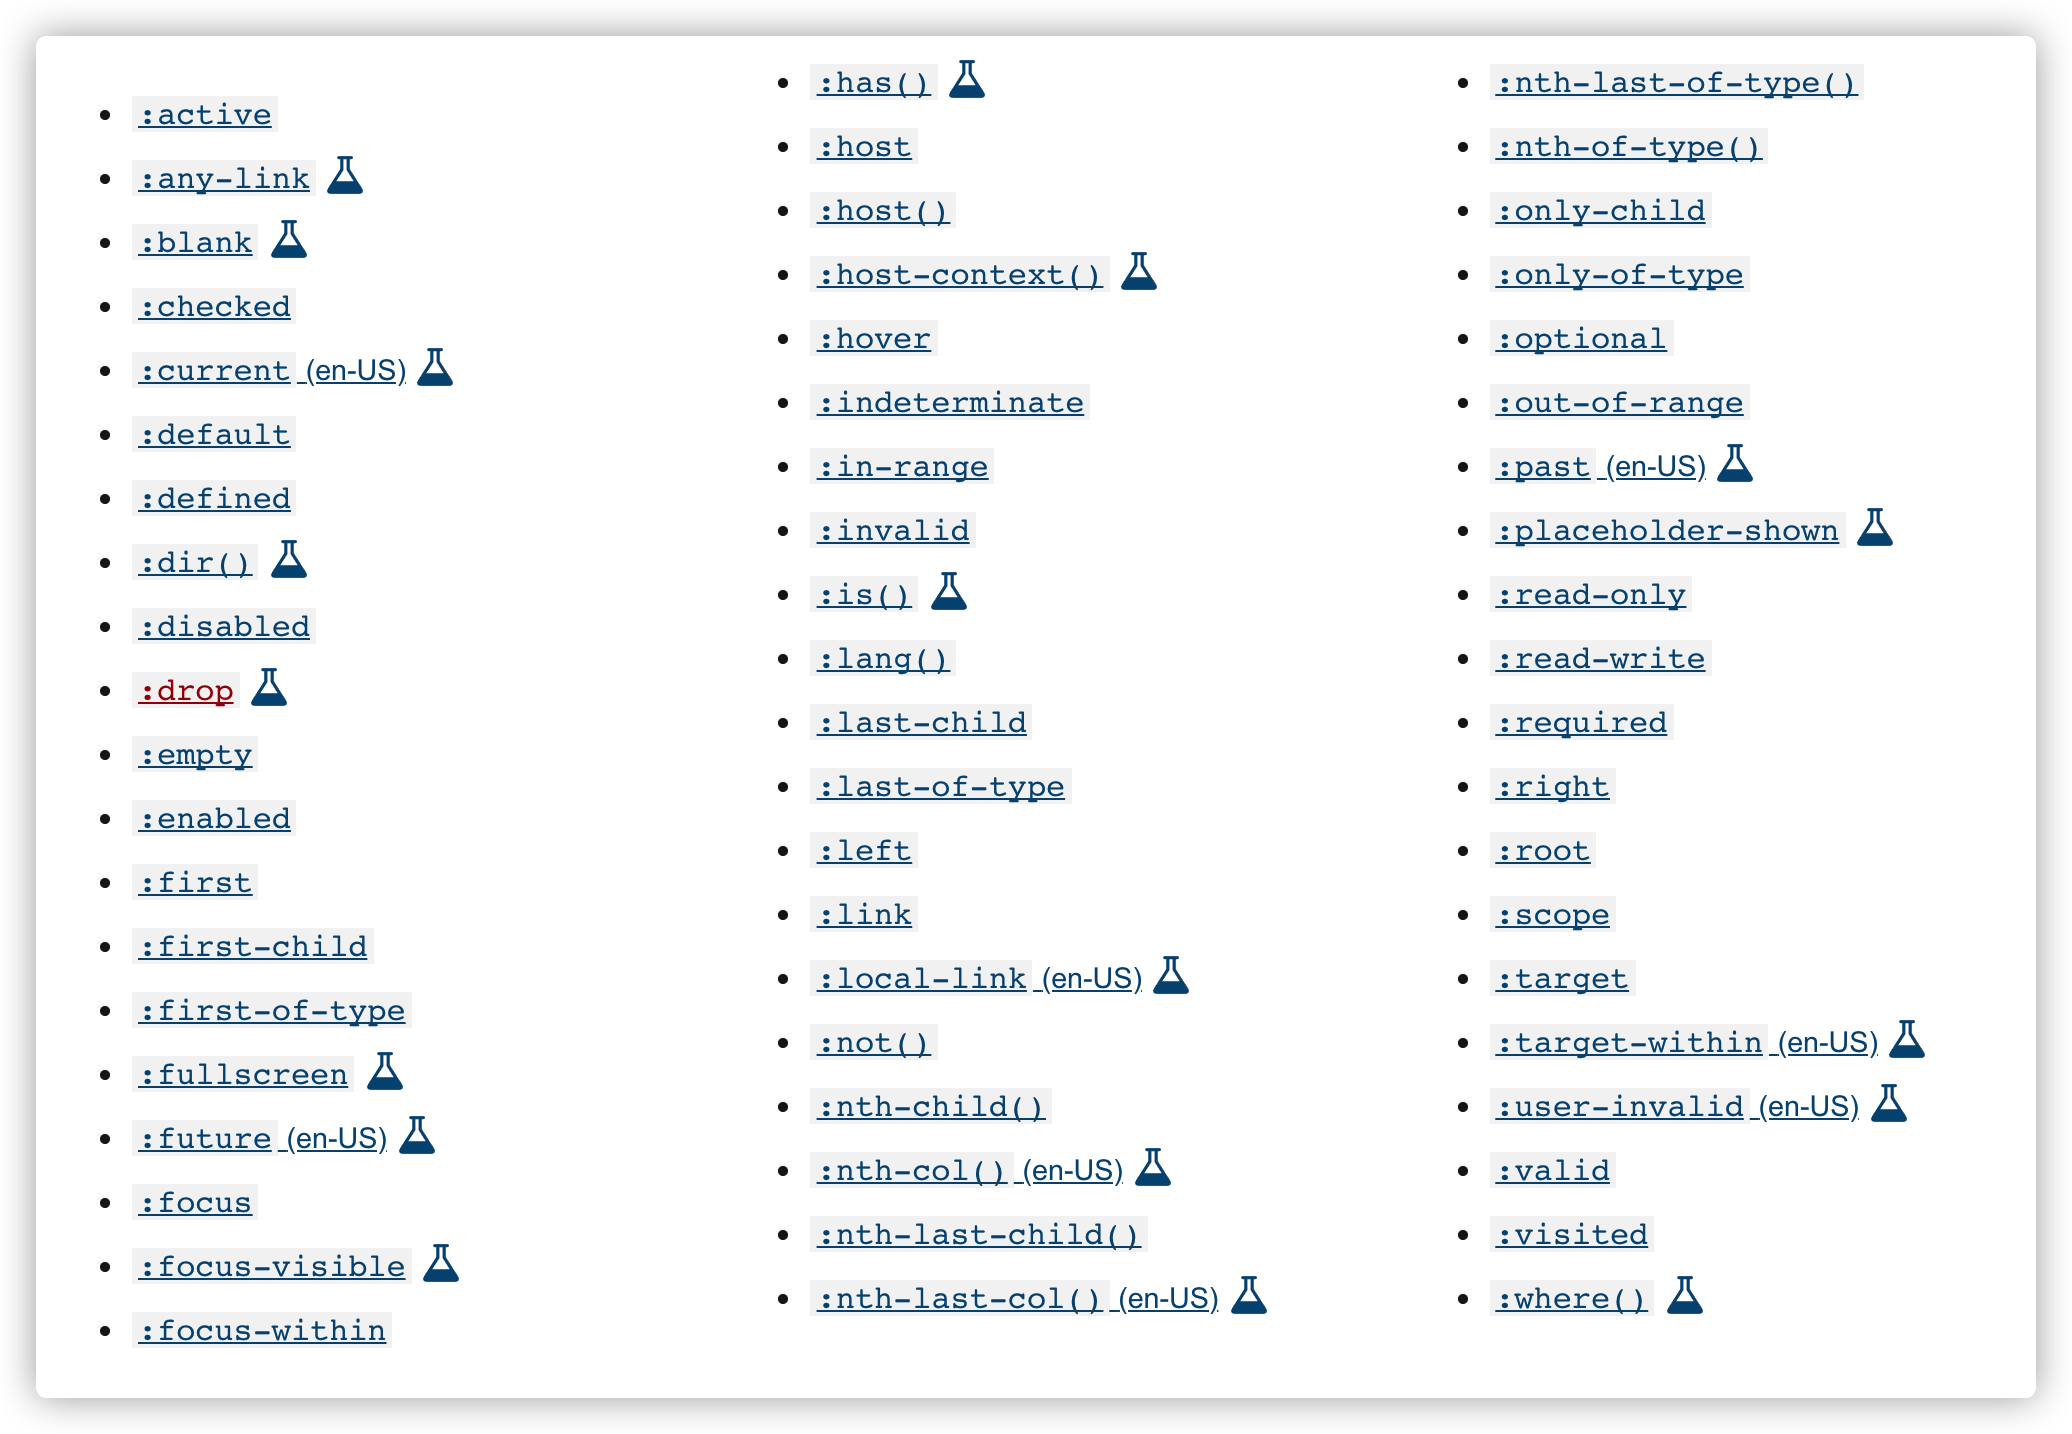 :active
:any-link
:blank
:checked
:current (en-US)
:default
:defined
:dir()
:disabled
:drop
:empty
:enabled
:first
:first-child
:first-of-type
:fullscreen
:future (en-US)
:focus
:focus-visible
:focus-within
:has()
:host
:host()
:host-context()
:hover
:indeterminate
:in-range
:invalid
:is()
:lang()
:last-child
:last-of-type
:left
:link
:local-link (en-US)
:not()
:nth-child()
:nth-col() (en-US)
:nth-last-child()
:nth-last-col() (en-US)
:nth-last-of-type()
:nth-of-type()
:only-child
:only-of-type
:optional
:out-of-range
:past (en-US)
:placeholder-shown
:read-only
:read-write
:required
:right
:root
:scope
:target
:target-within (en-US)
:user-invalid (en-US)
:valid
:visited
:where()